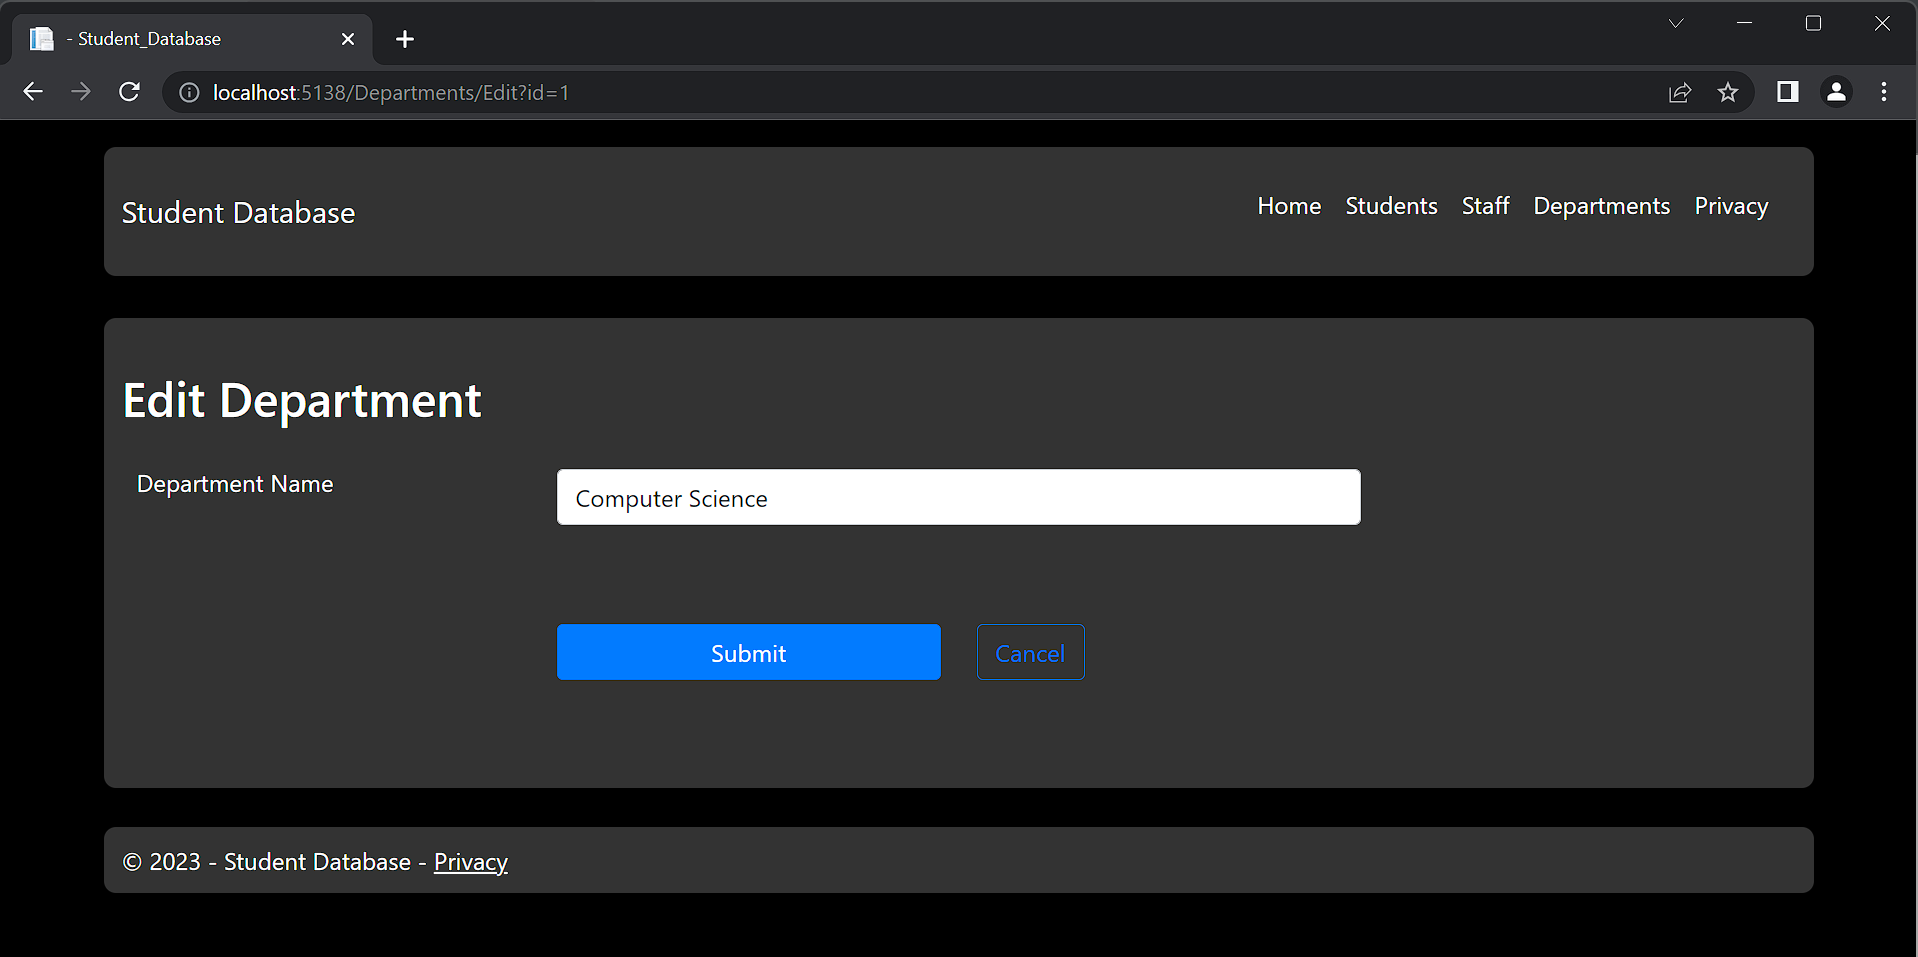 - Student_Database
localhost:5138/Departments/Edit?id=1
Student Database
Home Students Staff Departments Privacy
Edit Department
Department Name
Computer Science
Submit Cancel
© 2023 - Student Database - Privacy